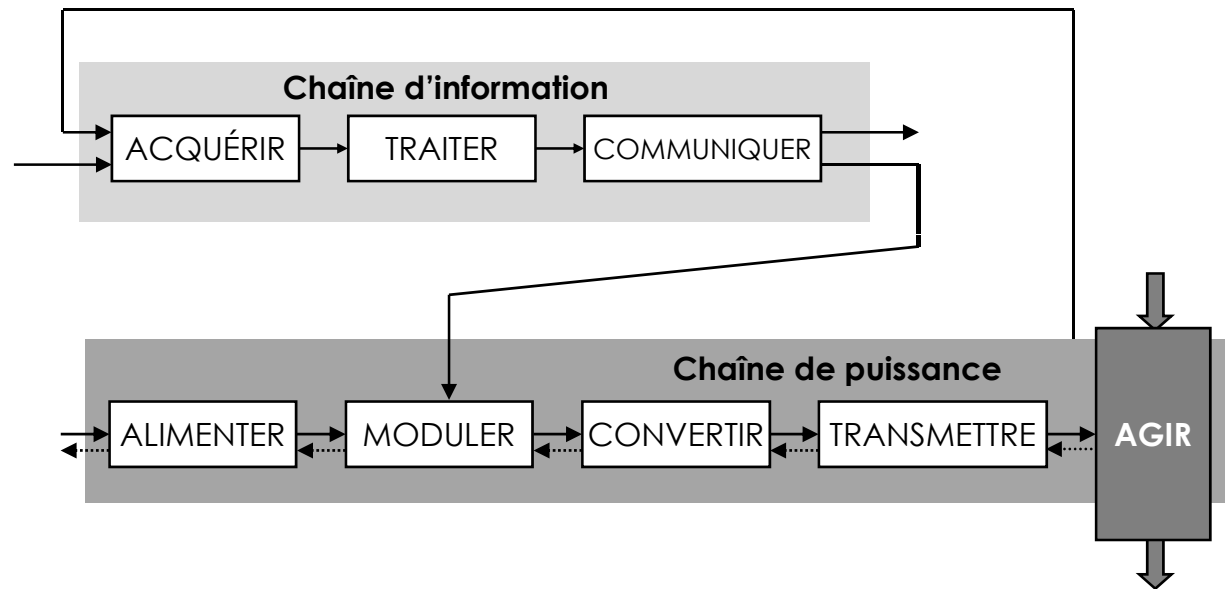 Chaîne d’information
ACQUÉRIR
TRAITER
COMMUNIQUER
Chaîne de puissance
ALIMENTER
MODULER
CONVERTIR
TRANSMETTRE
AGIR